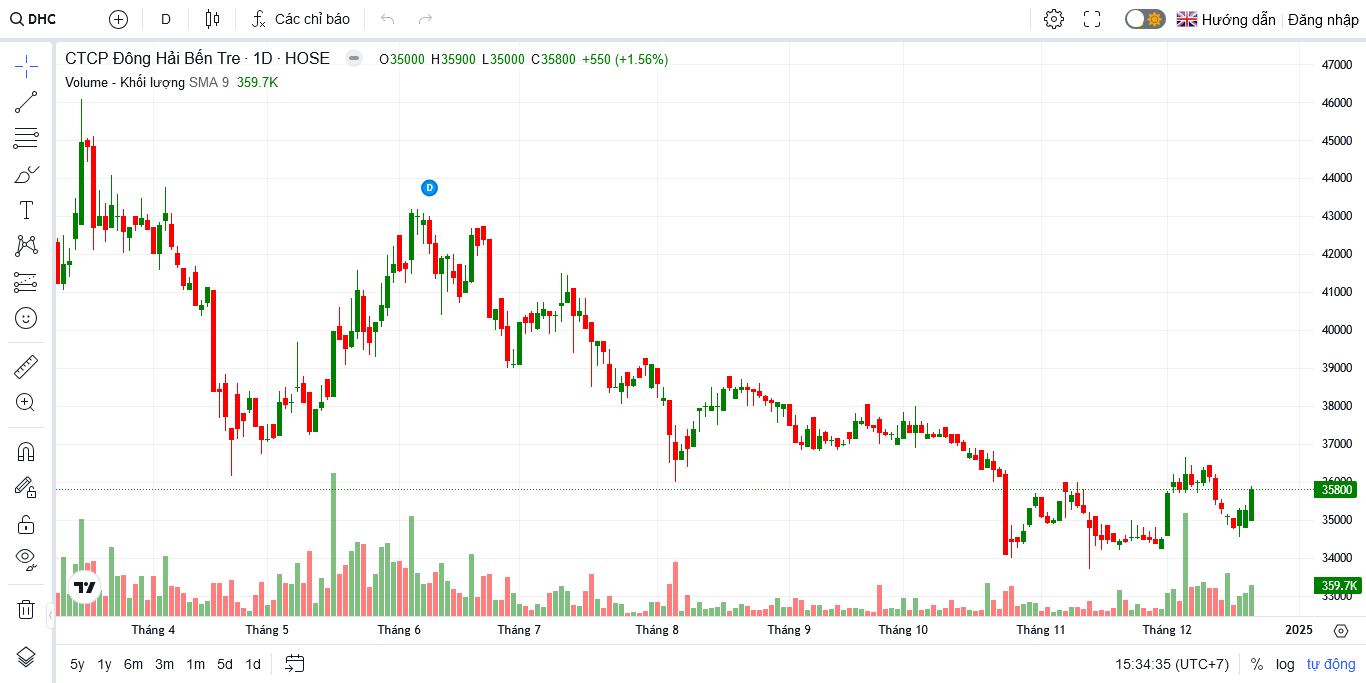 DHC D Các chỉ báo Hướng dẫn Đăng nhập
CTCP Đông Hải Bến Tre · 1D · HOSE O35000 H35900 L35000 C35800 +550 (+1.56%)
Volume - Khối lượng SMA 9 359.7K
D
47000
46000
45000
44000
43000
42000
41000
40000
39000
38000
37000
36000
35800
35000
34000
359.7K
33000
Tháng 4 Tháng 5 Tháng 6 Tháng 7 Tháng 8 Tháng 9 Tháng 10 Tháng 11 Tháng 12 2025
5y 1y 6m 3m 1m 5d 1d 15:34:35 (UTC+7) % log tự động